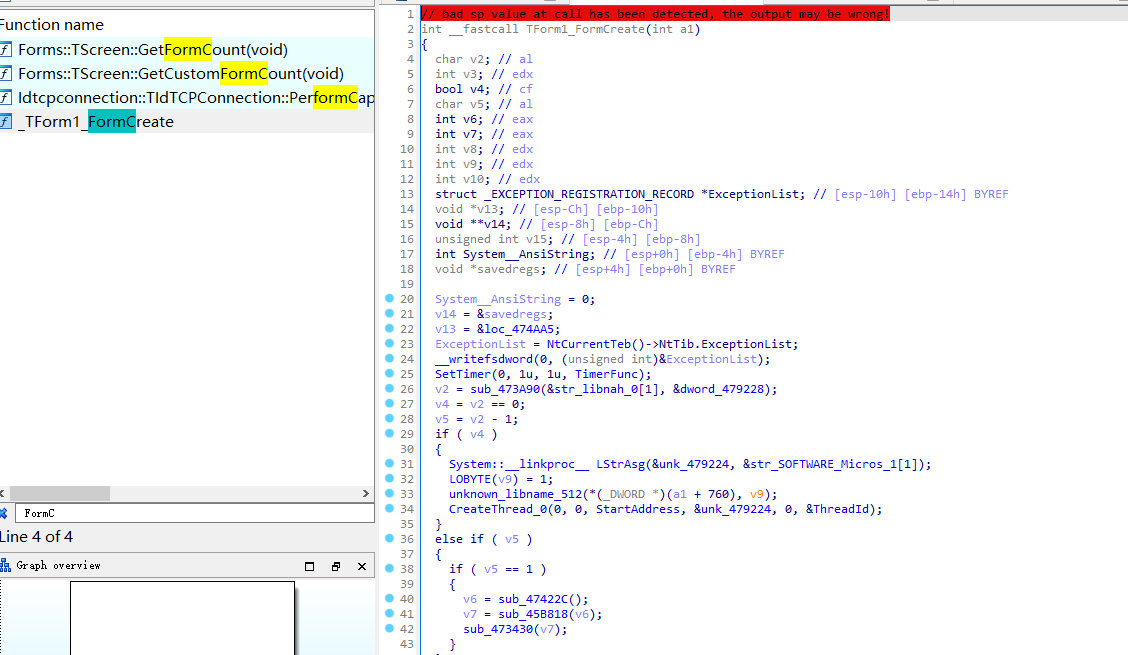 Function name
f Forms::TScreen::GetFormCount(void)
f Forms::TScreen::GetCustomFormCount(void)
f Idtcpconnection::TIdTCPConnection::PerformCap
f _TForm1_FormCreate
FormC
Line 4 of 4
Graph overview
1 // bad sp value at call has been detected, the output may be wrong!
2 int __fastcall TForm1_FormCreate(int a1)
3 {
4 char v2; // al
5 int v3; // edx
6 bool v4; // cf
7 char v5; // al
8 int v6; // eax
9 int v7; // eax
10 int v8; // edx
11 int v9; // edx
12 int v10; // edx
13 struct _EXCEPTION_REGISTRATION_RECORD *ExceptionList; // [esp-10h] [ebp-14h] BYREF
14 void *v13; // [esp-Ch] [ebp-10h]
15 void **v14; // [esp-8h] [ebp-Ch]
16 unsigned int v15; // [esp-4h] [ebp-8h]
17 int System__AnsiString; // [esp+0h] [ebp-4h] BYREF
18 void *savedregs; // [esp+4h] [ebp+0h] BYREF
19
20 System__AnsiString = 0;
21 v14 = &savedregs;
22 v13 = &loc_474AA5;
23 ExceptionList = NtCurrentTeb()->NtTib.ExceptionList;
24 __writefsdword(0, (unsigned int)&ExceptionList);
25 SetTimer(0, 1u, 1u, TimerFunc);
26 v2 = sub_473A90(&str_libnah_0[1], &dword_479228);
27 v4 = v2 == 0;
28 v5 = v2 - 1;
29 if ( v4 )
30 {
31 System::__linkproc__ LStrAsg(&unk_479224, &str_SOFTWARE_Micros_1[1]);
32 LOBYTE(v9) = 1;
33 unknown_libname_512(*(_DWORD *)(a1 + 760), v9);
34 CreateThread_0(0, 0, StartAddress, &unk_479224, 0, &ThreadId);
35 }
36 else if ( v5 )
37 {
38 if ( v5 == 1 )
39 {
40 v6 = sub_47422C();
41 v7 = sub_45B818(v6);
42 sub_473430(v7);
43 }